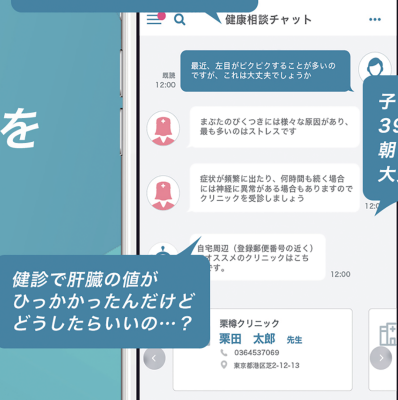 健康相談チャット
最近、左目がピクピクすることが多いの
ですが、これは大丈夫でしょうか
既読
12:00
まぶたのぴくつきには様々な原因があり、
最も多いのはストレスです
症状が頻繁に出たり、何時間も続く場合
には神経に異常がある場合もありますので
クリニックを受診しましょう
12:0
自宅周辺（登録郵便番号の近く）
オススメのクリニックはこち
です。
12:00
を
子
39
朝
大
健診で肝臓の値が
ひっかかったんだけど
どうしたらいいの…？
栗樽クリニック
栗田 太郎 先生
0364537069
東京都港区芝2-12-13